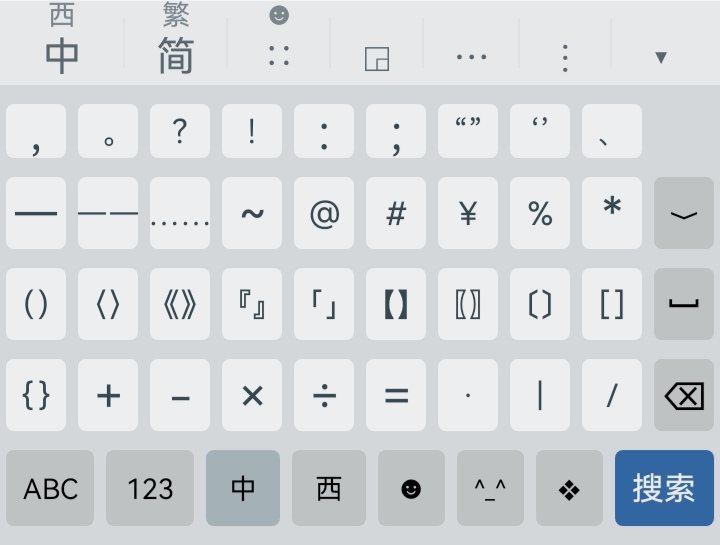 西 繁 ☻
中 简 ∷ … ⋮ ▼
， 。 ? ! : ; “” ‘’ 、
— —— …… ~ @ # ¥ % *
() 〈〉 《》 『』 「」 【】 〖〗 〔〕 []
{} + − × ÷ = · | /
ABC 123 中 西 ☻ ^_^ ❖ 搜索